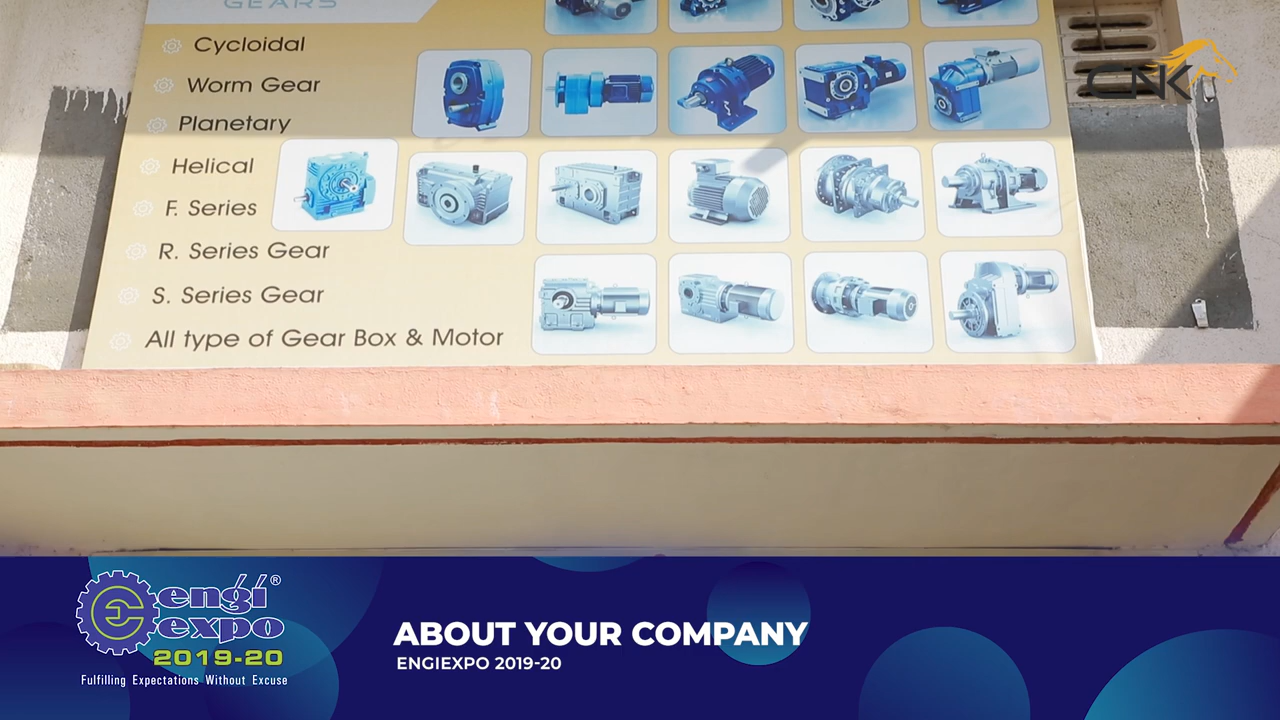 GEARS
Cycloidal
Worm Gear
Planetary
Helical
F. Series
R. Series Gear
S. Series Gear
All type of Gear Box & Motor
CNK
engi®
expo
2019-20
Fulfilling Expectations Without Excuse
ABOUT YOUR COMPANY
ENGIEXPO 2019-20